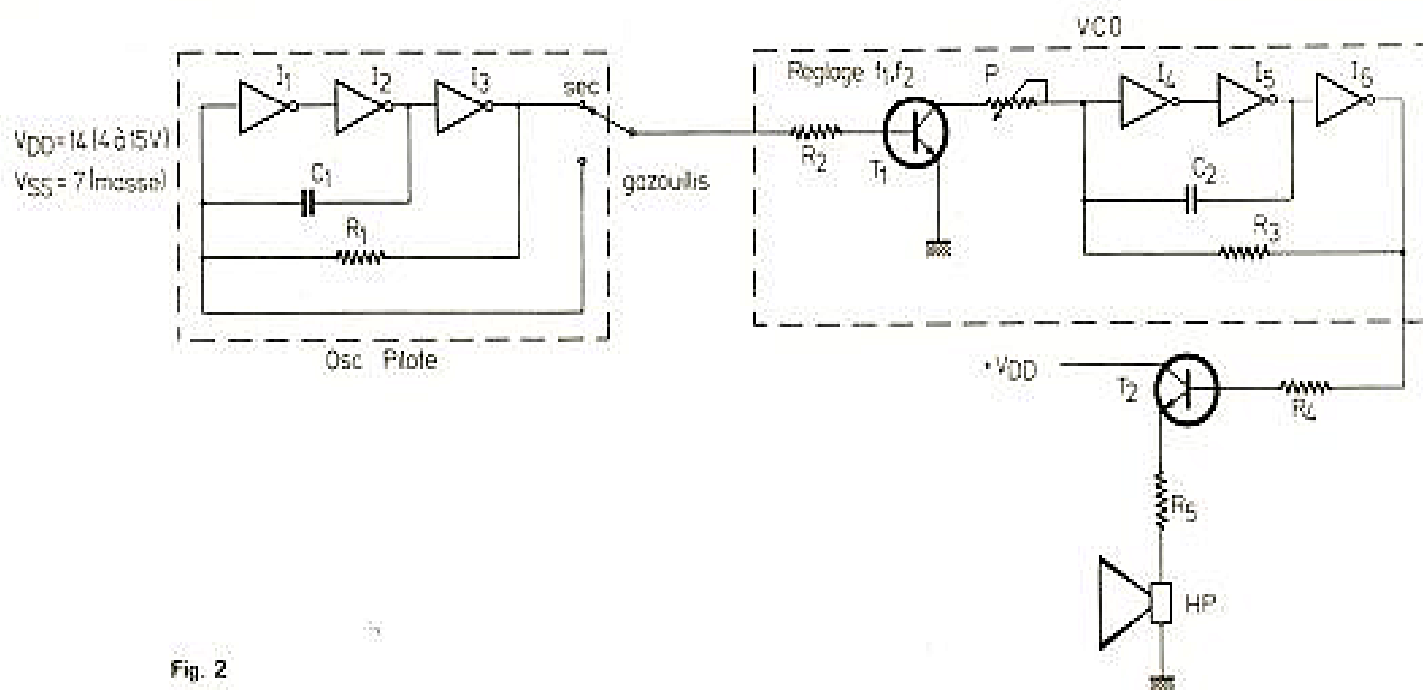 VCO
I1
I2
I3
sec
Reglage f1,f2
P
I4
I5
I6
VDD = 14 (4 à 15V)
VSS = 7 (masse)
C1
R1
gazouillis
R2
T1
C2
R3
Osc Pilote
+VDD
T2
R4
R5
HP
Fig. 2